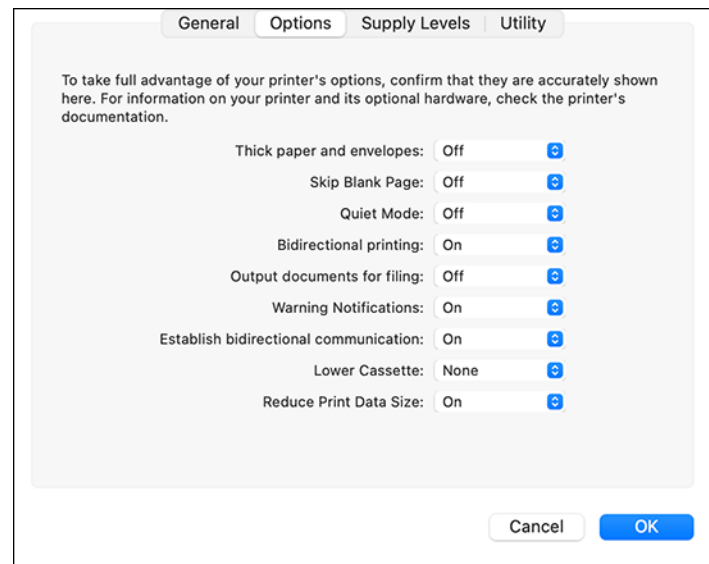 General Options Supply Levels Utility
To take full advantage of your printer's options, confirm that they are accurately shown
here. For information on your printer and its optional hardware, check the printer's
documentation.
Thick paper and envelopes: Off
Skip Blank Page: Off
Quiet Mode: Off
Bidirectional printing: On
Output documents for filing: Off
Warning Notifications: On
Establish bidirectional communication: On
Lower Cassette: None
Reduce Print Data Size: On
Cancel OK